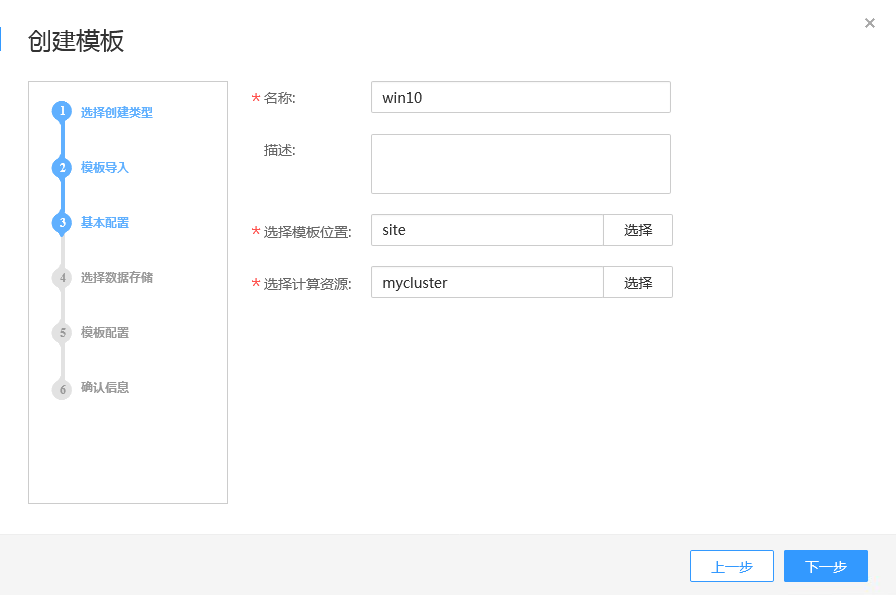 创建模板
×
1 选择创建类型
2 模板导入
3 基本配置
4 选择数据存储
5 模板配置
6 确认信息
* 名称: win10
描述:
* 选择模板位置: site 选择
* 选择计算资源: mycluster 选择
上一步 下一步